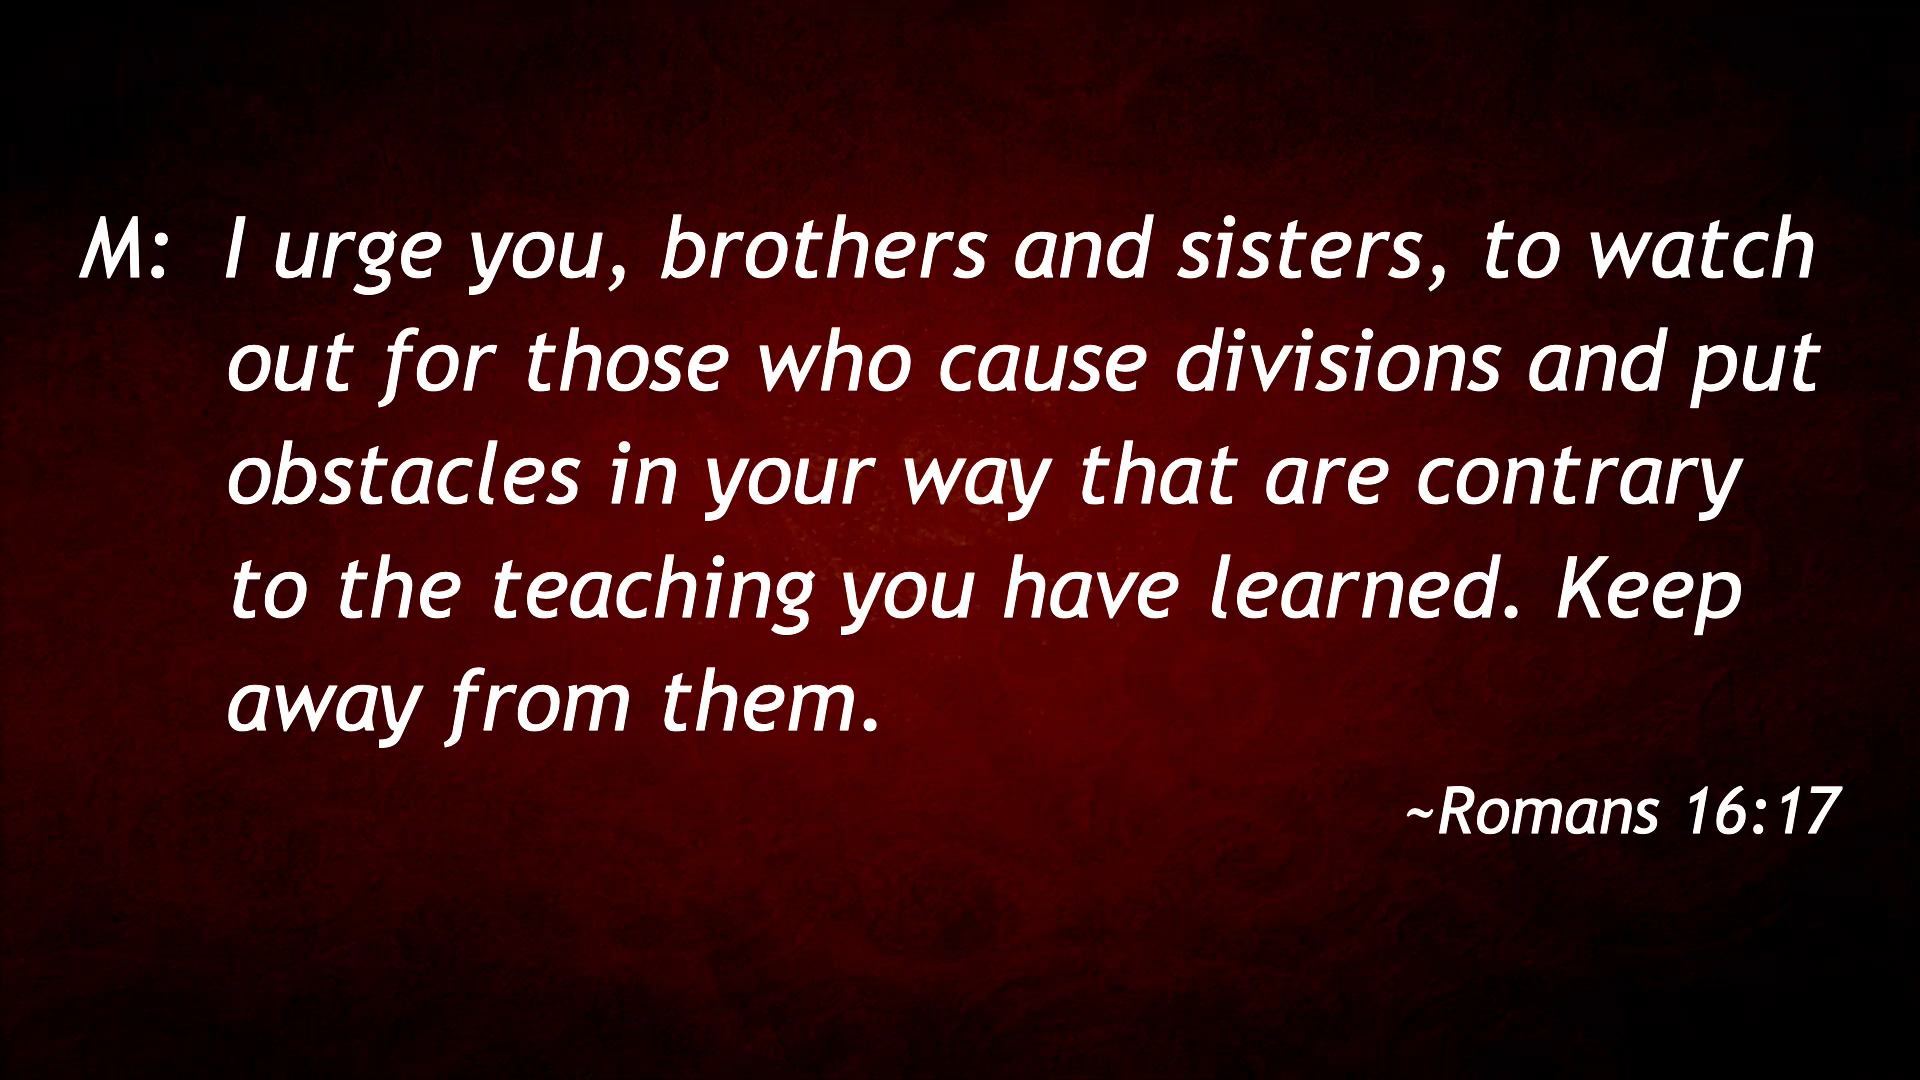 M: I urge you, brothers and sisters, to watch
out for those who cause divisions and put
obstacles in your way that are contrary
to the teaching you have learned. Keep
away from them.
~Romans 16:17